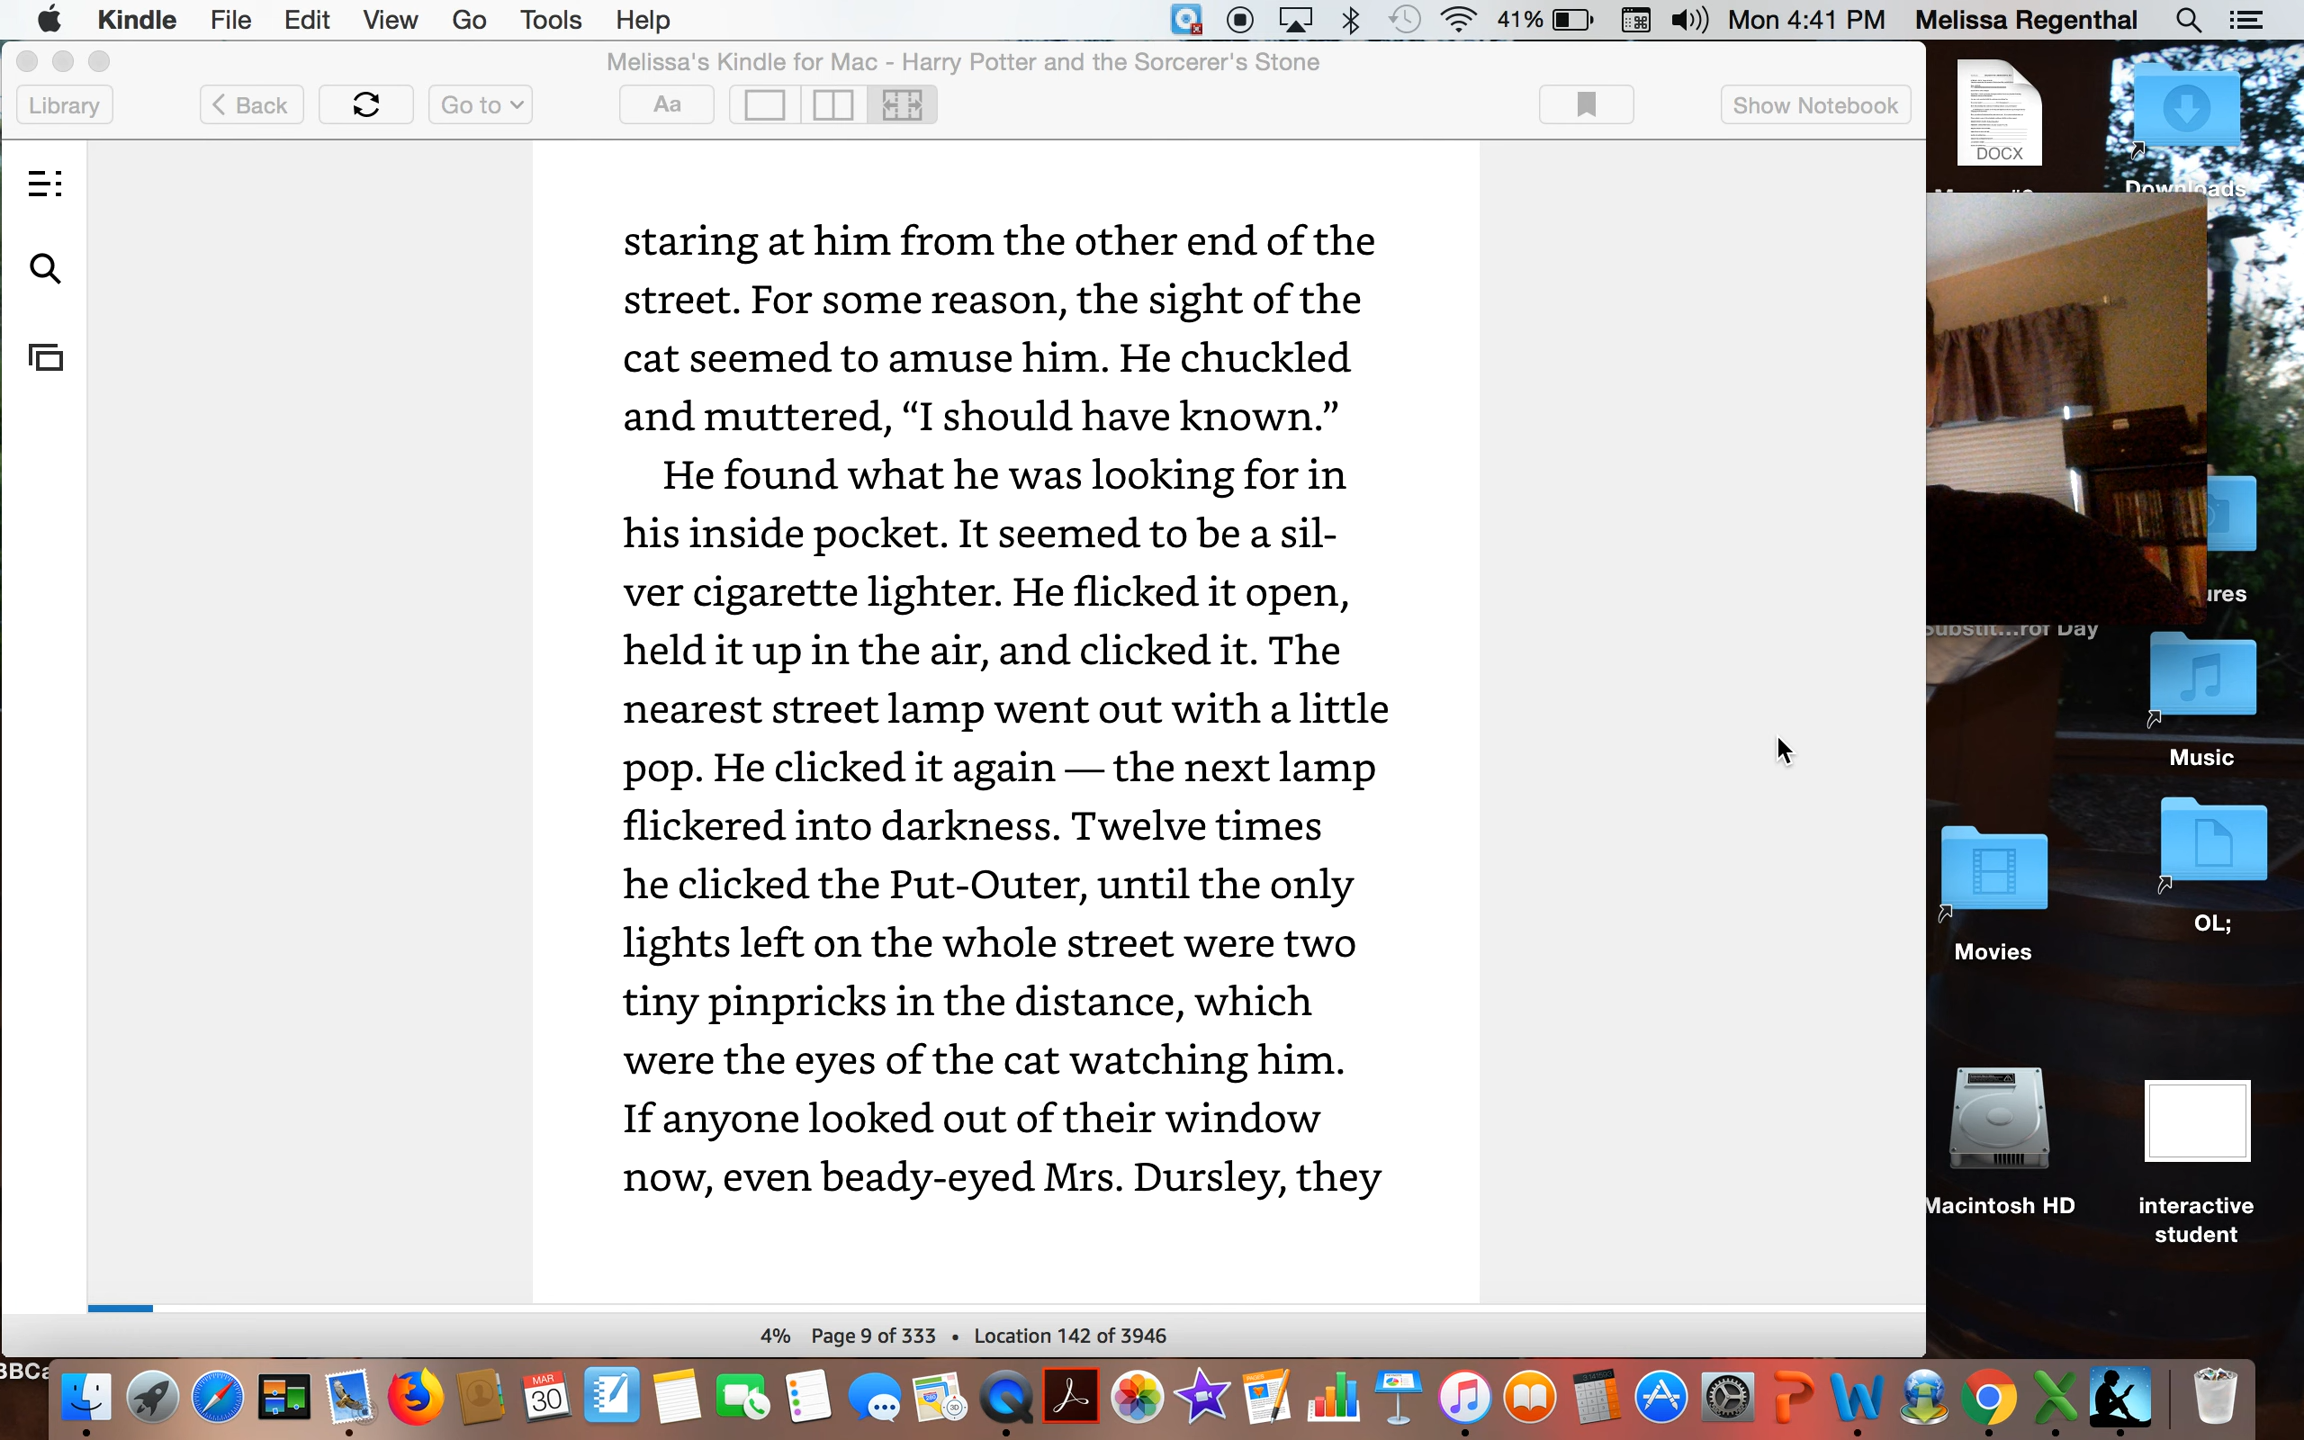 Kindle File Edit View Go Tools Help 41% Mon 4:41 PM Melissa Regenthal
Melissa's Kindle for Mac - Harry Potter and the Sorcerer's Stone
Library Back Go to Aa Show Notebook
staring at him from the other end of the
street. For some reason, the sight of the
cat seemed to amuse him. He chuckled
and muttered, “I should have known.”
He found what he was looking for in
his inside pocket. It seemed to be a sil-
ver cigarette lighter. He flicked it open,
held it up in the air, and clicked it. The
nearest street lamp went out with a little
pop. He clicked it again — the next lamp
flickered into darkness. Twelve times
he clicked the Put-Outer, until the only
lights left on the whole street were two
tiny pinpricks in the distance, which
were the eyes of the cat watching him.
If anyone looked out of their window
now, even beady-eyed Mrs. Dursley, they
4% Page 9 of 333 • Location 142 of 3946
DOCX
Downloads
ures
Substit...rof Day
Music
Movies
OL;
Macintosh HD
interactive
student
MAR
30